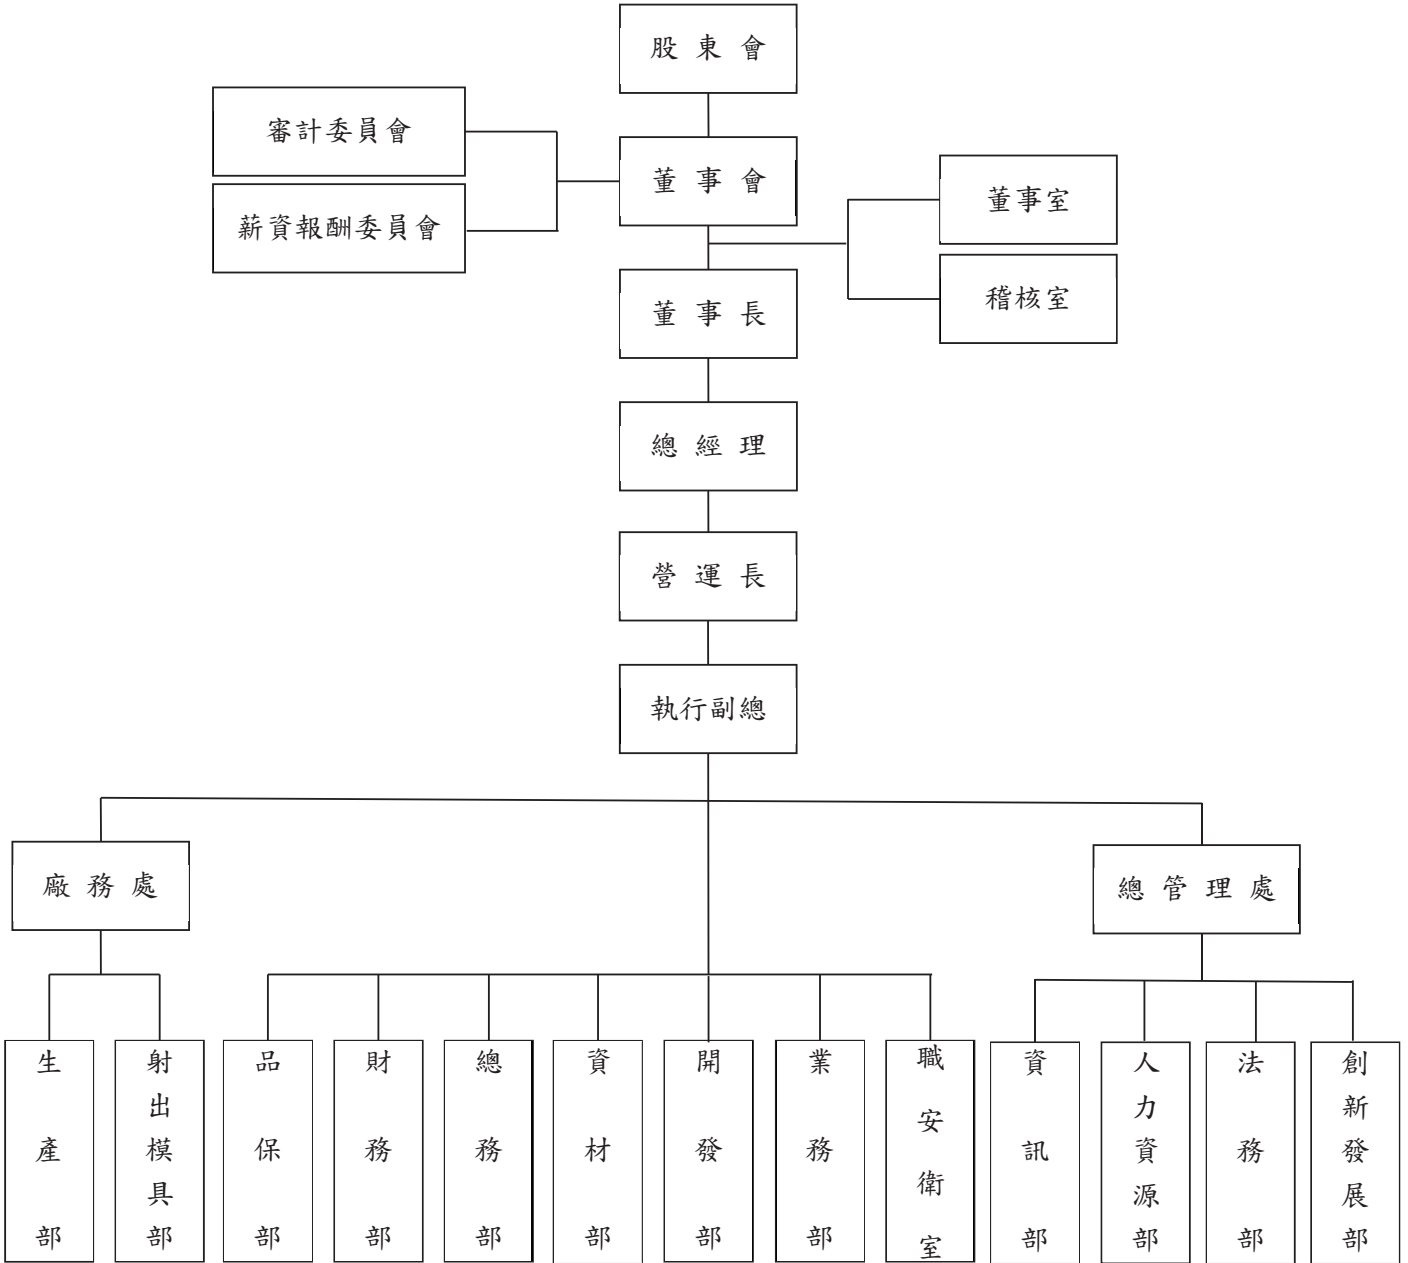 股東會
審計委員會
董事會
董事室
薪資報酬委員會
稽核室
董事長
總經理
營運長
執行副總
廠務處
總管理處
生產部
射出模具部
品保部
財務部
總務部
資材部
開發部
業務部
職安衛室
資訊部
人力資源部
法務部
創新發展部